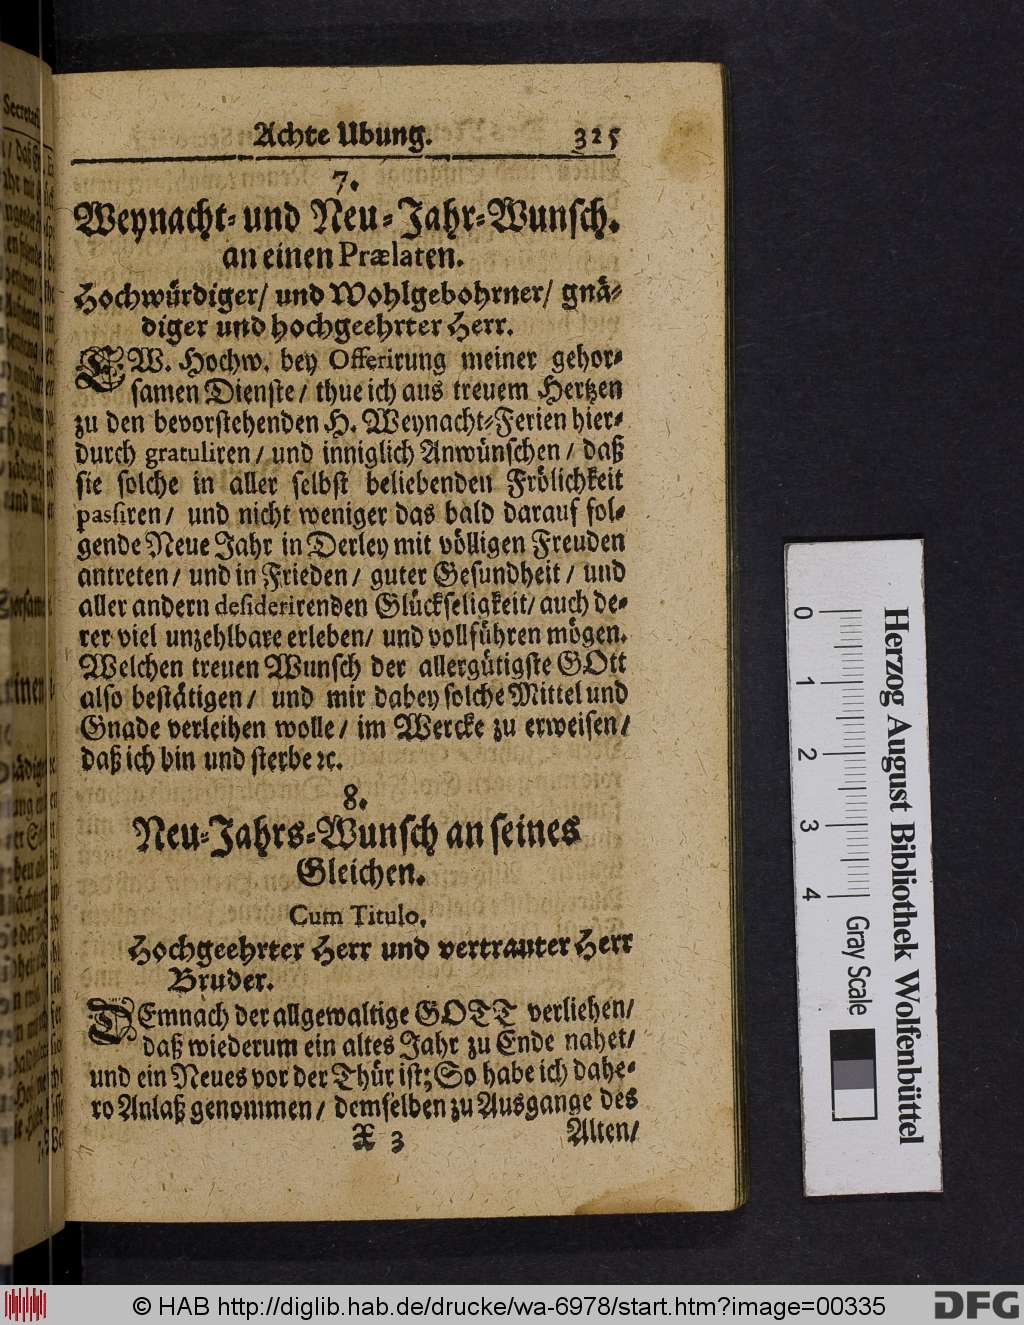 Achte Ubung. 325
7.
Weynacht- und Neu-Jahr-Wunsch.
an einen Prælaten.
Hochwürdiger/ und Wohlgebohrner/ gnä-
diger und hochgeehrter Herr.
EW. Hochw. bey Offerirung meiner gehor-
samen Dienste/ thue ich aus treuem Hertzen
zu den bevorstehenden H. Weynacht-Ferien hier-
durch gratuliren/ und inniglich Anwünschen/ daß
sie solche in aller selbst beliebenden Frölichkeit
passiren/ und nicht weniger das bald darauf fol-
gende Neue Jahr in Derley mit völligen Freuden
antreten/ und in Frieden/ guter Gesundheit/ und
aller andern desiderirenden Glückseligkeit/ auch de-
rer viel unzehlbare erleben/ und vollführen mögen.
Welchen treuen Wunsch der allergütigste GOtt
also bestätigen/ und mir dabey solche Mittel und
Gnade verleihen wolle/ im Wercke zu erweisen/
daß ich bin und sterbe ꝛc.
8.
Neu-Jahrs-Wunsch an seines
Gleichen.
Cum Titulo.
Hochgeehrter Herr und vertrauter Herr
Bruder.
DEmnach der allgewaltige GOTT verliehen/
daß wiederum ein altes Jahr zu Ende nahet/
und ein Neues vor der Thür ist; So habe ich dahe-
ro Anlaß genommen/ demselben zu Ausgange des
X 3 Alten/
Herzog August Bibliothek Wolfenbüttel
0 1 2 3 4 Gray Scale
© HAB http://diglib.hab.de/drucke/wa-6978/start.htm?image=00335
DFG